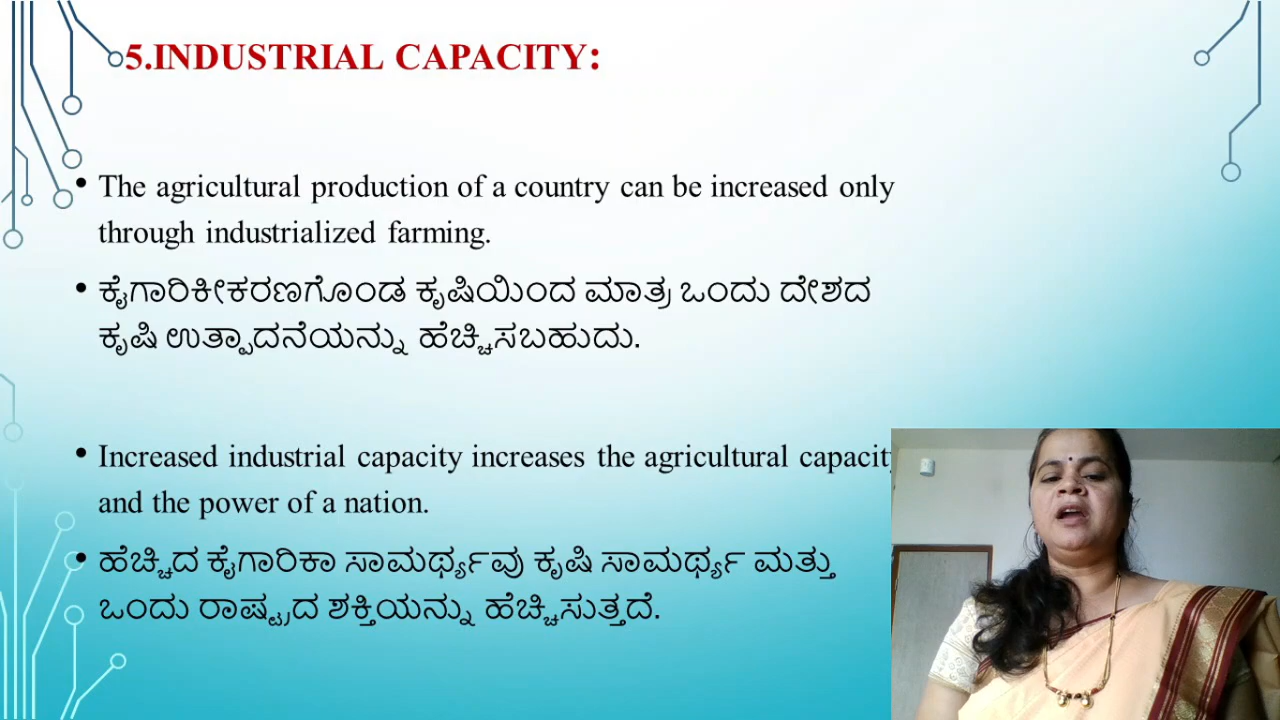 5.INDUSTRIAL CAPACITY:
• The agricultural production of a country can be increased only
through industrialized farming.
• ಕೈಗಾರಿಕೀಕರಣಗೊಂಡ ಕೃಷಿಯಿಂದ ಮಾತ್ರ ಒಂದು ದೇಶದ
ಕೃಷಿ ಉತ್ಪಾದನೆಯನ್ನು ಹೆಚ್ಚಿಸಬಹುದು.
• Increased industrial capacity increases the agricultural capacity
and the power of a nation.
• ಹೆಚ್ಚಿದ ಕೈಗಾರಿಕಾ ಸಾಮರ್ಥ್ಯವು ಕೃಷಿ ಸಾಮರ್ಥ್ಯ ಮತ್ತು
ಒಂದು ರಾಷ್ಟ್ರದ ಶಕ್ತಿಯನ್ನು ಹೆಚ್ಚಿಸುತ್ತದೆ.